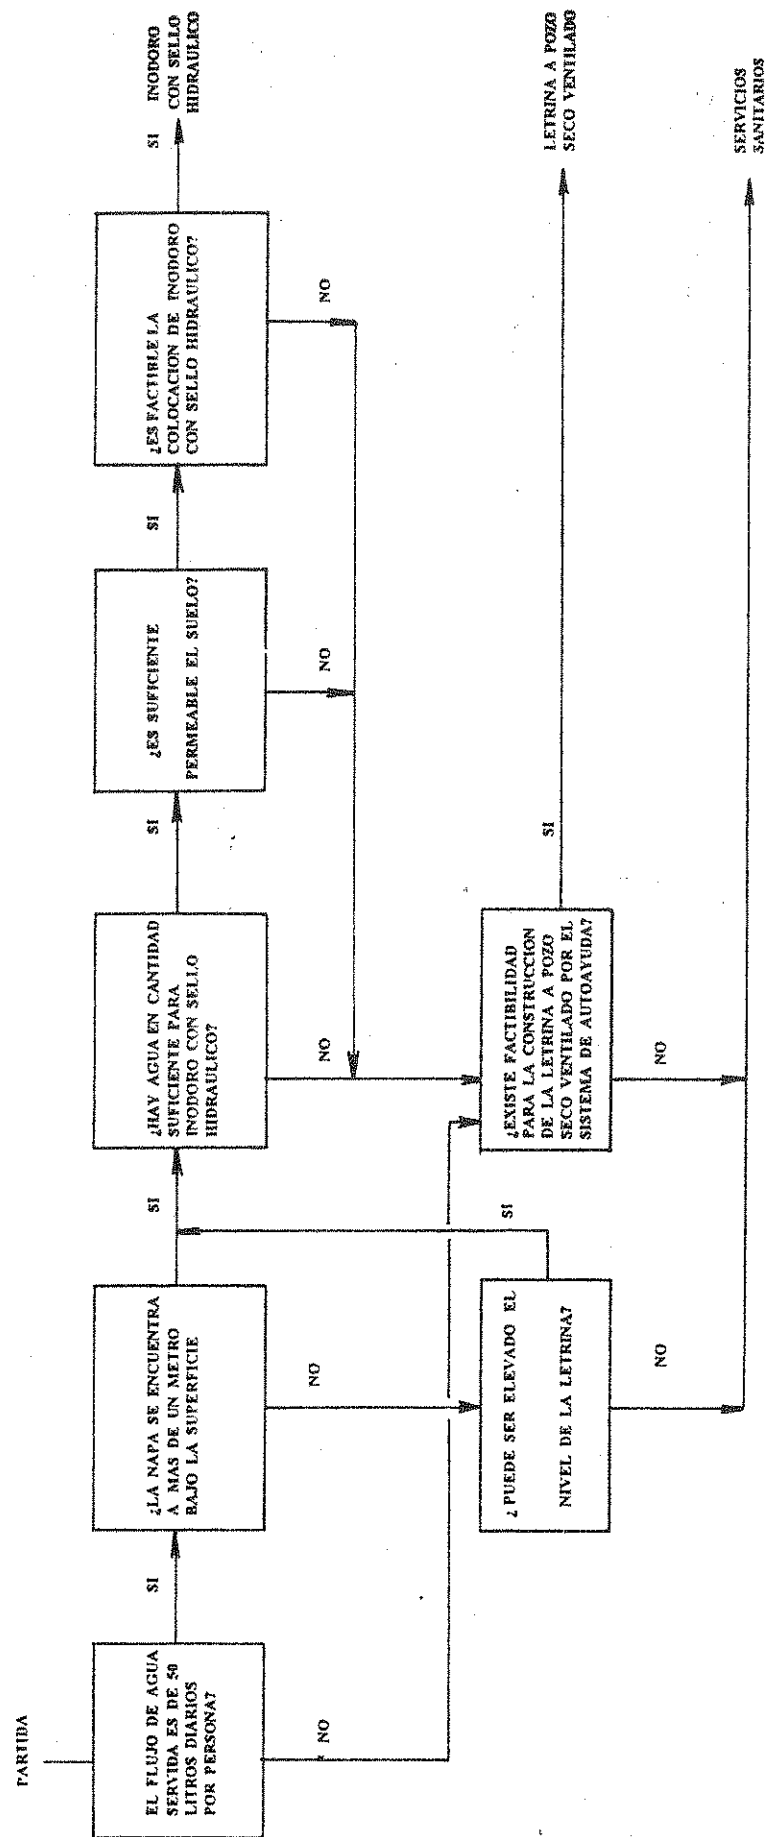 PARTIDA
EL FLUJO DE AGUA
SERVIDA ES DE 50
LITROS DIARIOS
POR PERSONA?
SI
NO
¿LA NAPA SE ENCUENTRA
A MAS DE UN METRO
BAJO LA SUPERFICIE
SI
NO
¿PUEDE SER ELEVADO EL
NIVEL DE LA LETRINA?
SI
NO
¿HAY AGUA EN CANTIDAD
SUFICIENTE PARA
INODORO CON SELLO
HIDRAULICO?
SI
NO
¿EXISTE FACTIBILIDAD
PARA LA CONSTRUCCION
DE LA LETRINA A POZO
SECO VENTILADO POR EL
SISTEMA DE AUTOAYUDA?
SI
NO
¿ES SUFICIENTE
PERMEABLE EL SUELO?
SI
NO
¿ES FACTIBLE LA
COLOCACION DE INODORO
CON SELLO HIDRAULICO?
SI
NO
INODORO
CON SELLO
HIDRAULICO
LETRINA A POZO
SECO VENTILADO
SERVICIOS
SANITARIOS